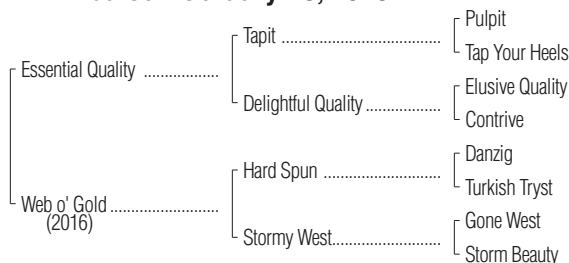 Pulpit
Tapit
Tap Your Heels
Essential Quality
Elusive Quality
Delightful Quality
Contrive
Danzig
Hard Spun
Turkish Tryst
Web o' Gold
(2016)
Gone West
Stormy West
Storm Beauty